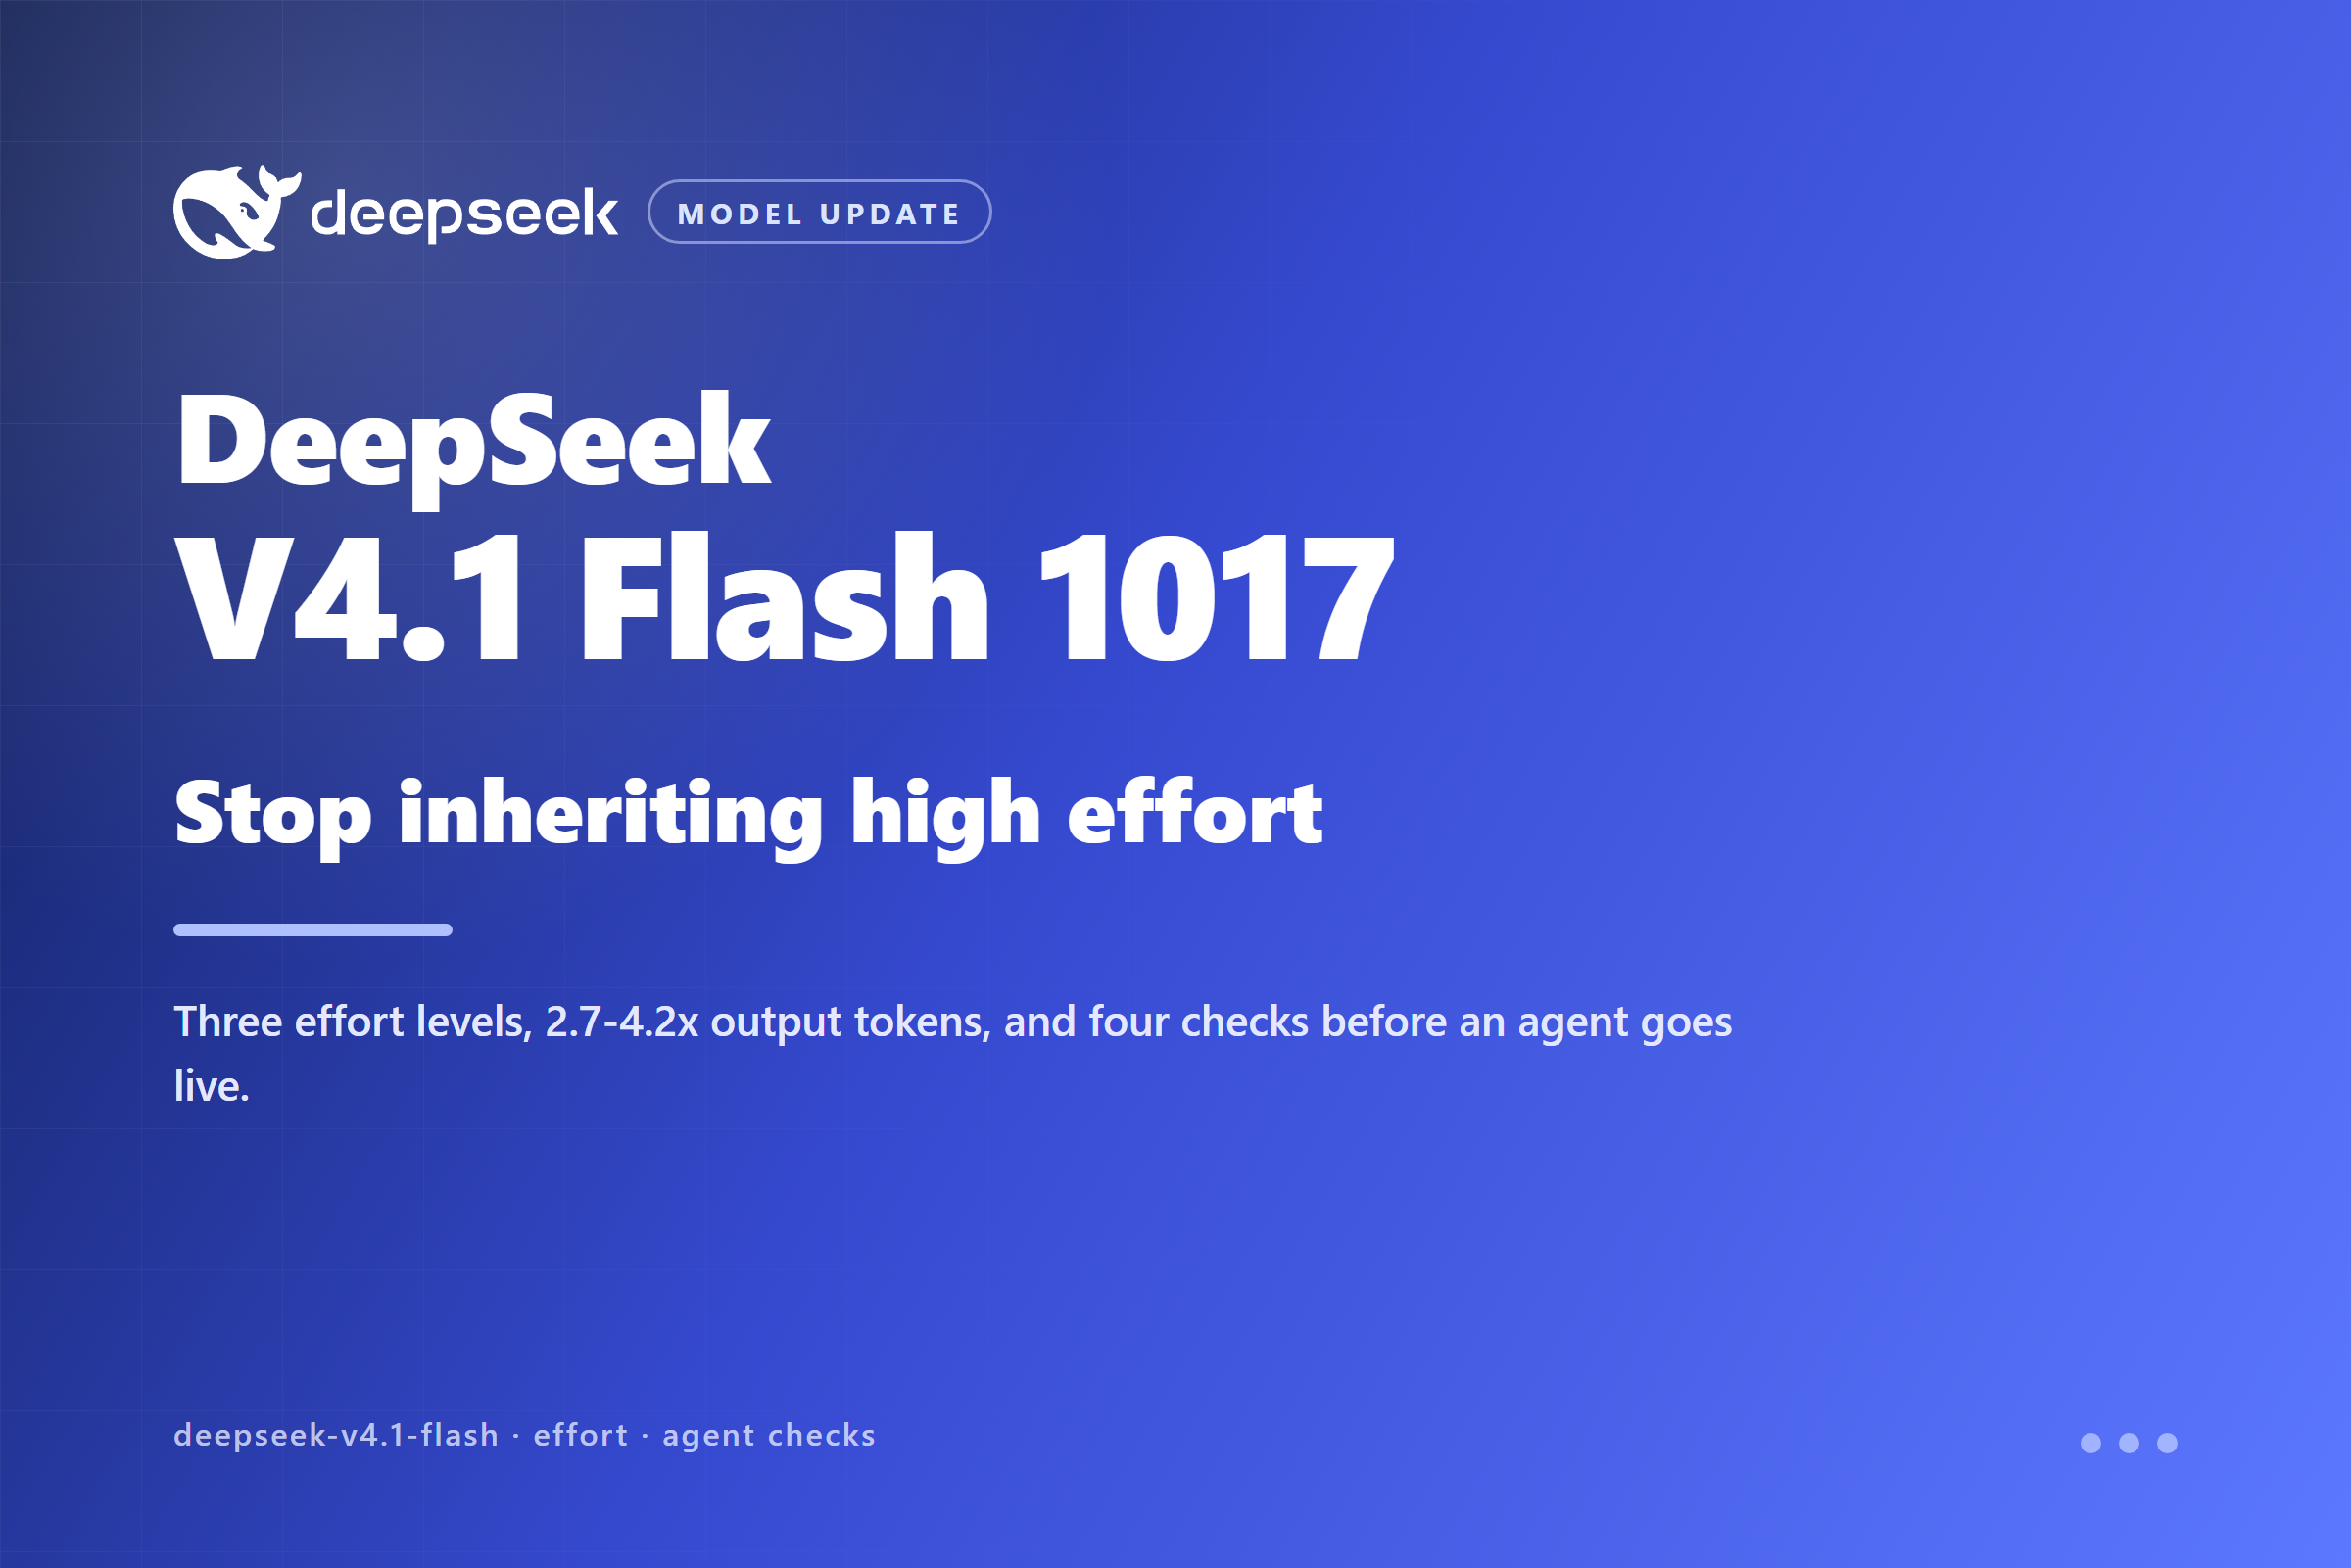 deepseek MODEL UPDATE
DeepSeek
V4.1 Flash 1017
Stop inheriting high effort
Three effort levels, 2.7-4.2x output tokens, and four checks before an agent goes
live.
deepseek-v4.1-flash · effort · agent checks